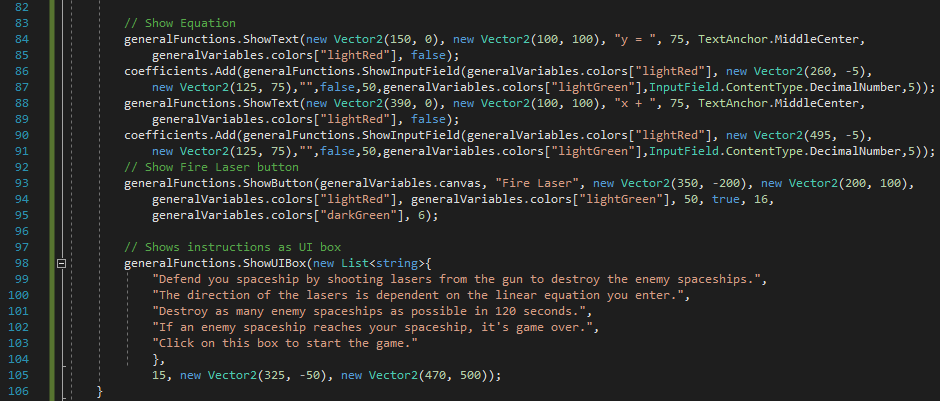 82
83 // Show Equation
84 generalFunctions.ShowText(new Vector2(150, 0), new Vector2(100, 100), "y = ", 75, TextAnchor.MiddleCenter,
85 generalVariables.colors["lightRed"], false);
86 coefficients.Add(generalFunctions.ShowInputField(generalVariables.colors["lightRed"], new Vector2(260, -5),
87 new Vector2(125, 75),"",false,50,generalVariables.colors["lightGreen"],InputField.ContentType.DecimalNumber,5));
88 generalFunctions.ShowText(new Vector2(390, 0), new Vector2(100, 100), "x + ", 75, TextAnchor.MiddleCenter,
89 generalVariables.colors["lightRed"], false);
90 coefficients.Add(generalFunctions.ShowInputField(generalVariables.colors["lightRed"], new Vector2(495, -5),
91 new Vector2(125, 75),"",false,50,generalVariables.colors["lightGreen"],InputField.ContentType.DecimalNumber,5));
92 // Show Fire Laser button
93 generalFunctions.ShowButton(generalVariables.canvas, "Fire Laser", new Vector2(350, -200), new Vector2(200, 100),
94 generalVariables.colors["lightRed"], generalVariables.colors["lightGreen"], 50, true, 16,
95 generalVariables.colors["darkGreen"], 6);
96
97 // Shows instructions as UI box
98 generalFunctions.ShowUIBox(new List<string>{
99 "Defend you spaceship by shooting lasers from the gun to destroy the enemy spaceships.",
100 "The direction of the lasers is dependent on the linear equation you enter.",
101 "Destroy as many enemy spaceships as possible in 120 seconds.",
102 "If an enemy spaceship reaches your spaceship, it's game over.",
103 "Click on this box to start the game."
104 },
105 15, new Vector2(325, -50), new Vector2(470, 500));
106 }